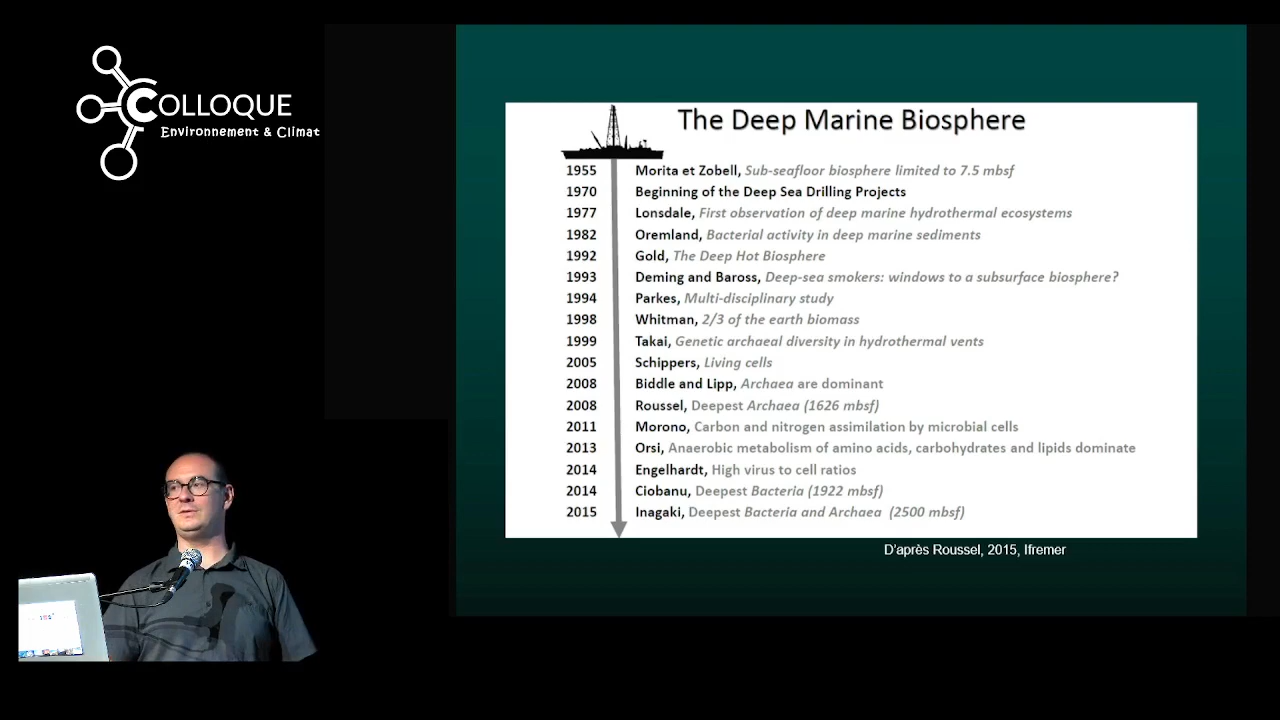 COLLOQUE
Environnement & Climat
The Deep Marine Biosphere
1955 Morita et Zobell, Sub-seafloor biosphere limited to 7.5 mbsf
1970 Beginning of the Deep Sea Drilling Projects
1977 Lonsdale, First observation of deep marine hydrothermal ecosystems
1982 Oremland, Bacterial activity in deep marine sediments
1992 Gold, The Deep Hot Biosphere
1993 Deming and Baross, Deep-sea smokers: windows to a subsurface biosphere?
1994 Parkes, Multi-disciplinary study
1998 Whitman, 2/3 of the earth biomass
1999 Takai, Genetic archaeal diversity in hydrothermal vents
2005 Schippers, Living cells
2008 Biddle and Lipp, Archaea are dominant
2008 Roussel, Deepest Archaea (1626 mbsf)
2011 Morono, Carbon and nitrogen assimilation by microbial cells
2013 Orsi, Anaerobic metabolism of amino acids, carbohydrates and lipids dominate
2014 Engelhardt, High virus to cell ratios
2014 Ciobanu, Deepest Bacteria (1922 mbsf)
2015 Inagaki, Deepest Bacteria and Archaea (2500 mbsf)
D'après Roussel, 2015, Ifremer